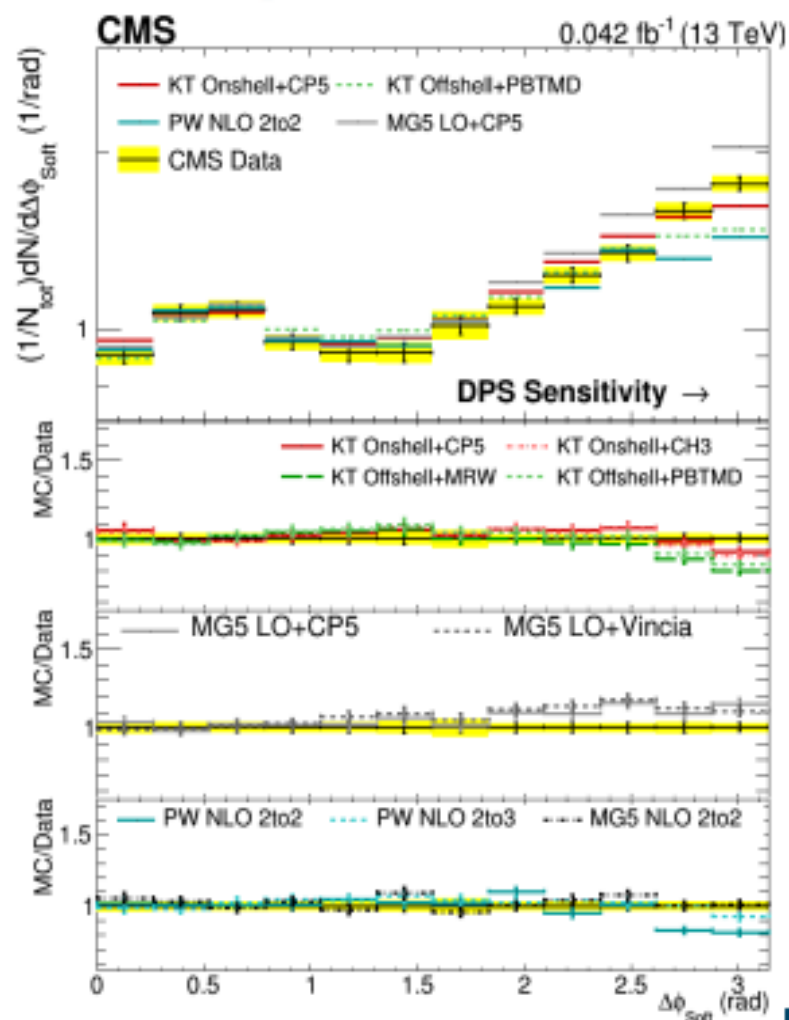 CMS 0.042 fb⁻¹ (13 TeV)
(1/N_tot)dN/dΔϕ_Soft (1/rad)
KT Onshell+CP5 KT Offshell+PBTMD
PW NLO 2to2 MG5 LO+CP5
CMS Data
1
DPS Sensitivity →
MC/Data
1.5
1
KT Onshell+CP5 KT Onshell+CH3
KT Offshell+MRW KT Offshell+PBTMD
MC/Data
1.5
1
MG5 LO+CP5 MG5 LO+Vincia
MC/Data
1.5
1
PW NLO 2to2 PW NLO 2to3 MG5 NLO 2to2
0 0.5 1 1.5 2 2.5 3
Δϕ_Soft (rad)